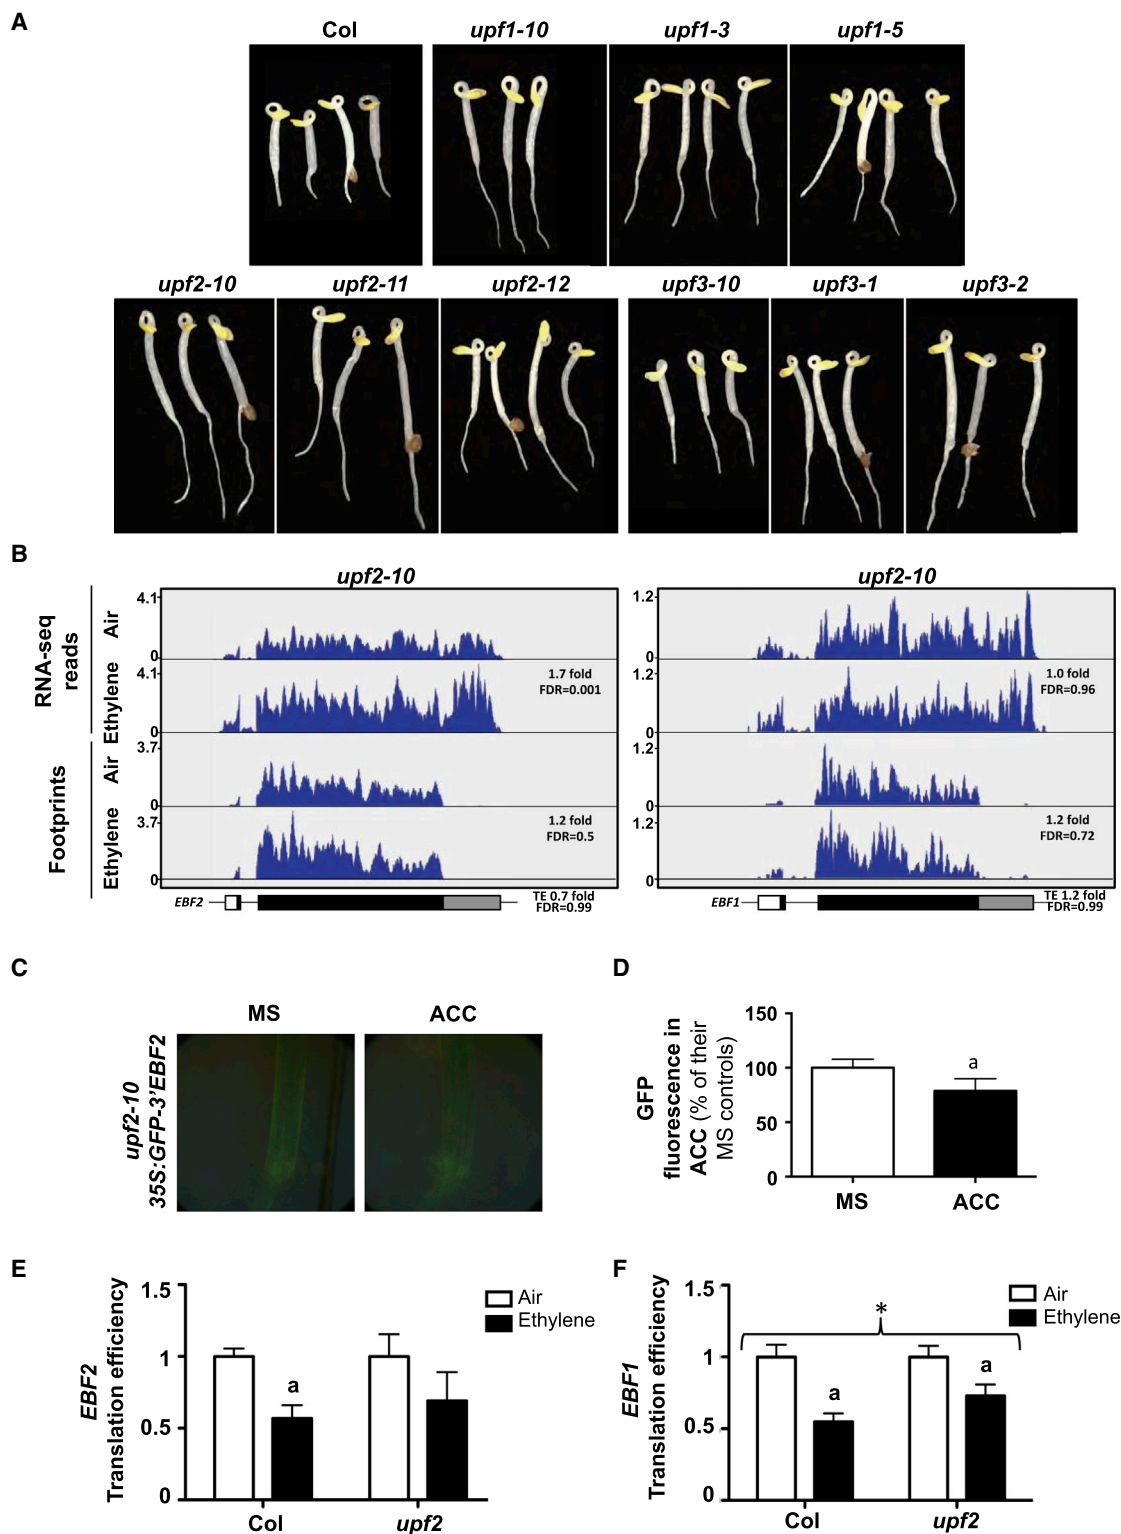 A
Col
upf1-10
upf1-3
upf1-5
upf2-10
upf2-11
upf2-12
upf3-10
upf3-1
upf3-2
B
upf2-10
upf2-10
RNA-seq
reads
Footprints
Air
Ethylene
Air
Ethylene
4.1
0
4.1
0
3.7
0
3.7
0
1.7 fold
FDR=0.001
1.2 fold
FDR=0.5
EBF2
TE 0.7 fold
FDR=0.99
1.2
0
1.2
0
1.2
0
1.2
0
1.0 fold
FDR=0.96
1.2 fold
FDR=0.72
EBF1
TE 1.2 fold
FDR=0.99
C
MS
ACC
upf2-10
35S:GFP-3'EBF2
D
GFP
fluorescence in
ACC (% of their
MS controls)
150
100
50
0
a
MS
ACC
E
EBF2
Translation efficiency
1.5
1
0.5
0
a
Air
Ethylene
Col
upf2
F
EBF1
Translation efficiency
1.5
1
0.5
0
*
a
a
Air
Ethylene
Col
upf2